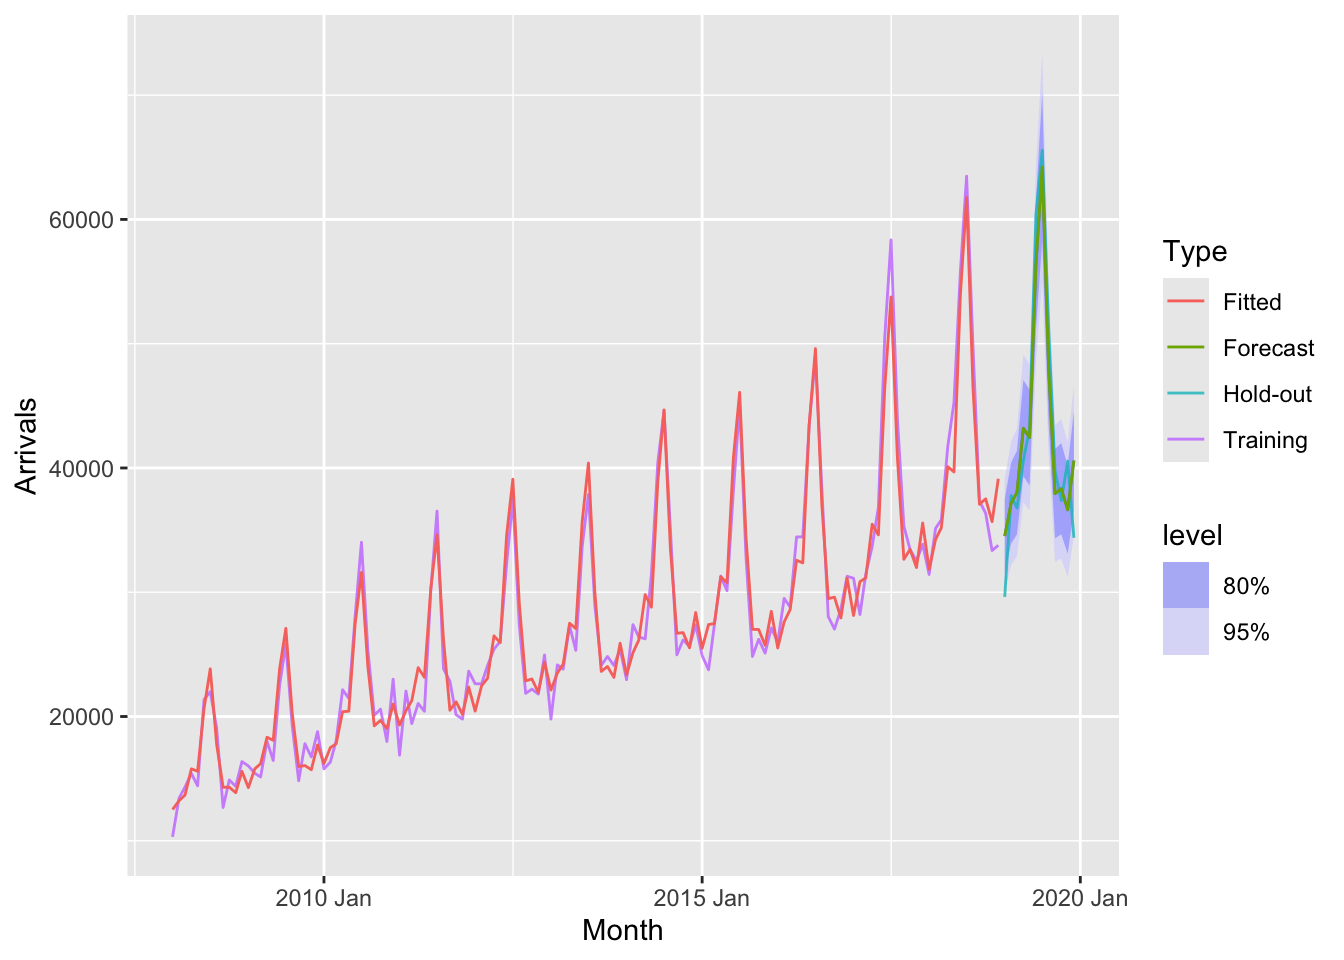 60000
40000
20000
Arrivals
2010 Jan
2015 Jan
2020 Jan
Month
Type
Fitted
Forecast
Hold-out
Training
level
80%
95%